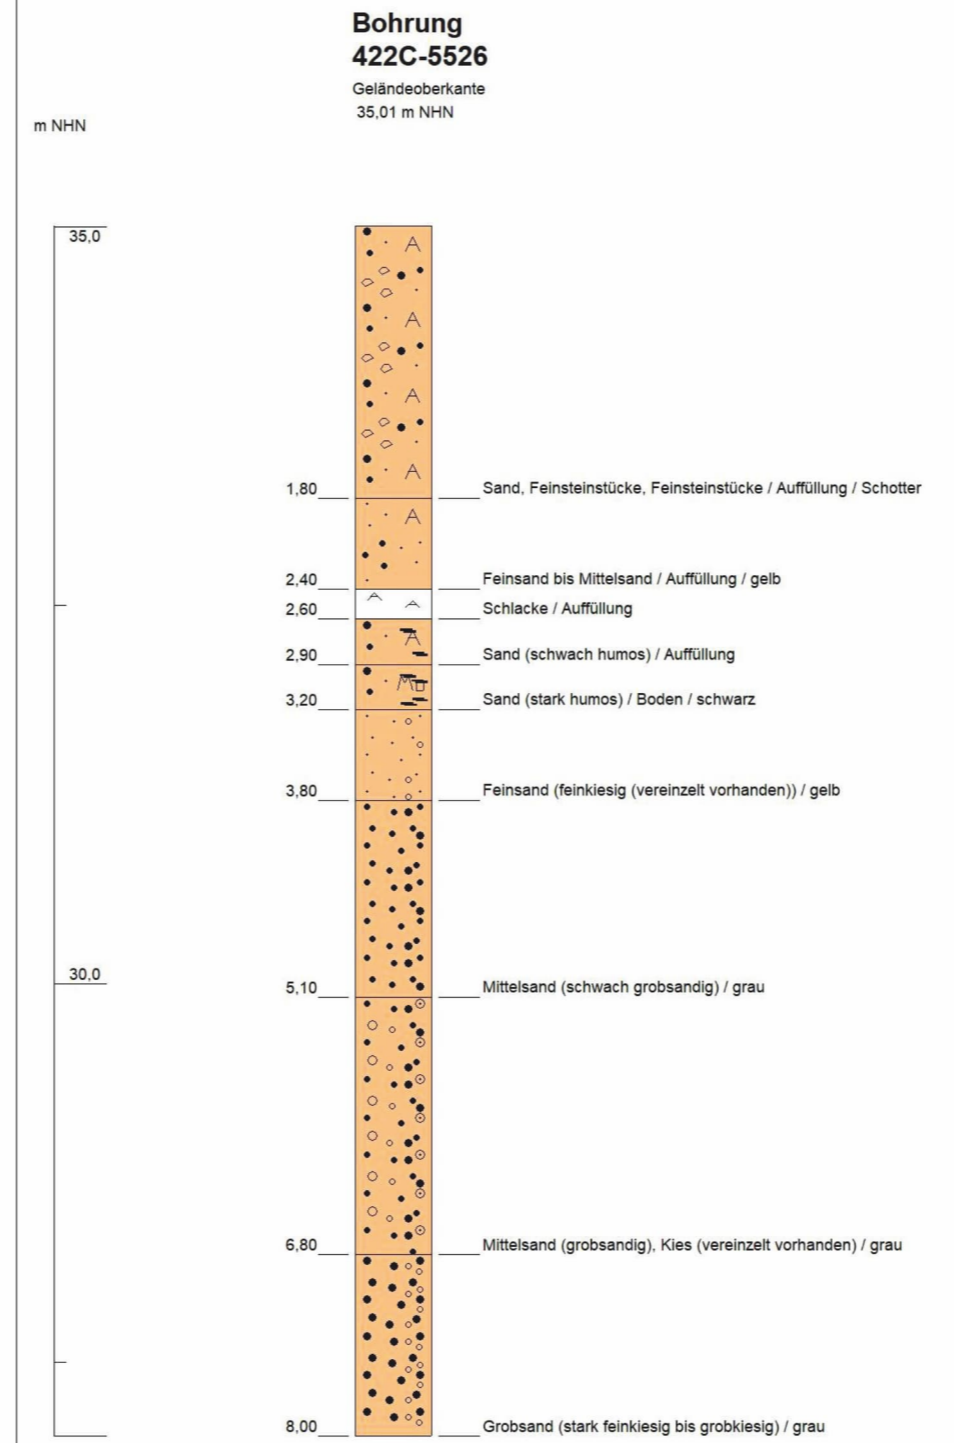 Bohrung
422C-5526
Geländeoberkante
35,01 m NHN
m NHN
35,0
1,80 Sand, Feinsteinstücke, Feinsteinstücke / Auffüllung / Schotter
2,40 Feinsand bis Mittelsand / Auffüllung / gelb
2,60 Schlacke / Auffüllung
2,90 Sand (schwach humos) / Auffüllung
3,20 Sand (stark humos) / Boden / schwarz
3,80 Feinsand (feinkiesig (vereinzelt vorhanden)) / gelb
30,0
5,10 Mittelsand (schwach grobsandig) / grau
6,80 Mittelsand (grobsandig), Kies (vereinzelt vorhanden) / grau
8,00 Grobsand (stark feinkiesig bis grobkiesig) / grau